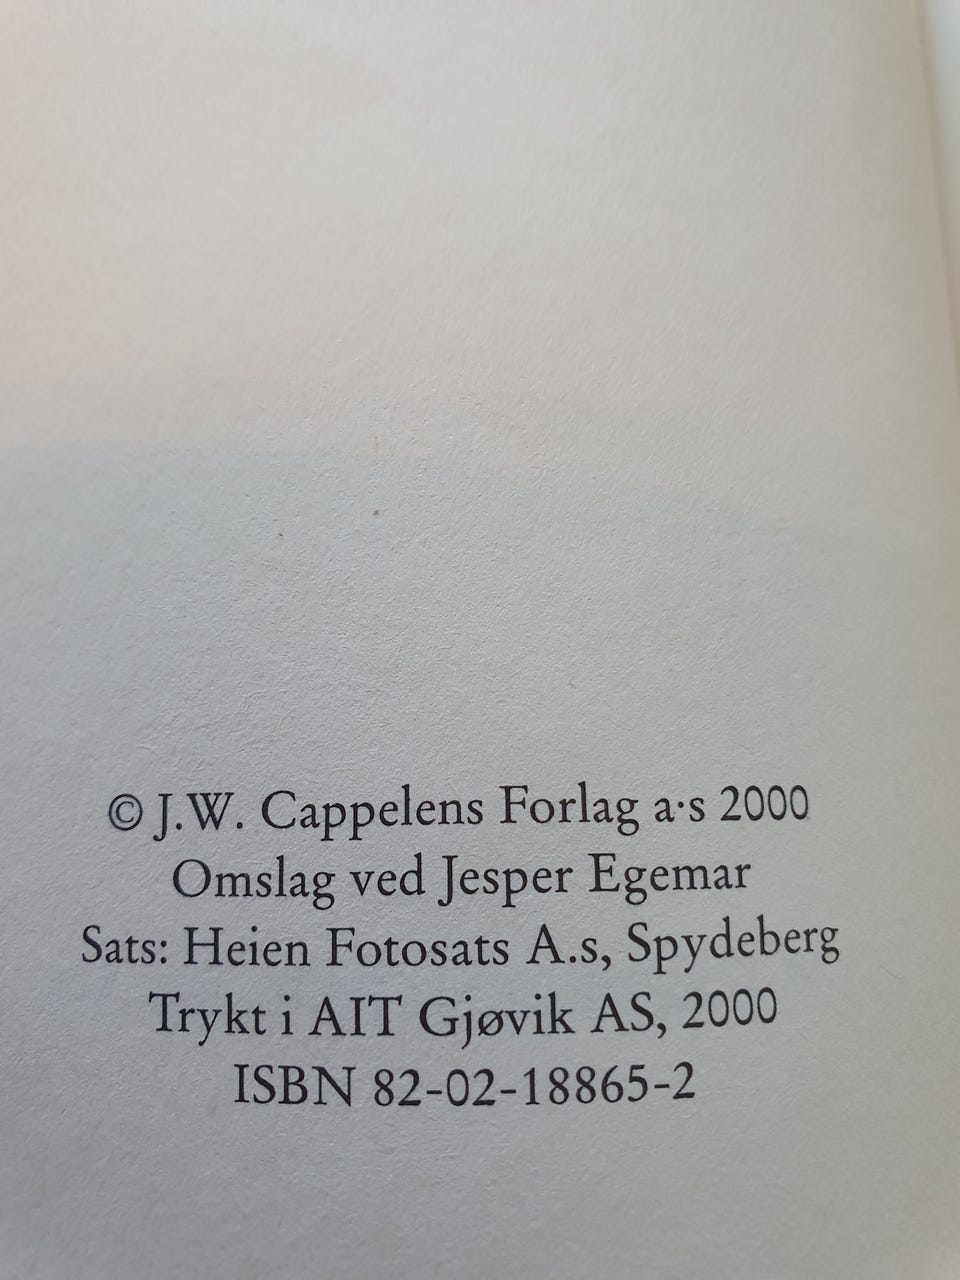 © J.W. Cappelens Forlag a·s 2000
Omslag ved Jesper Egemar
Sats: Heien Fotosats A.s, Spydeberg
Trykt i AIT Gjøvik AS, 2000
ISBN 82-02-18865-2